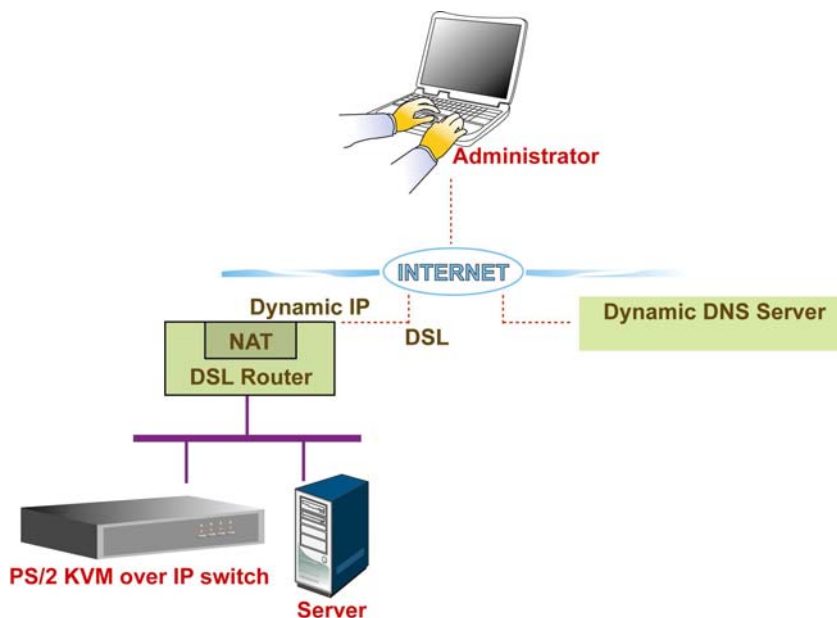 Administrator
INTERNET
Dynamic IP
DSL
Dynamic DNS Server
NAT
DSL Router
PS/2 KVM over IP switch
Server